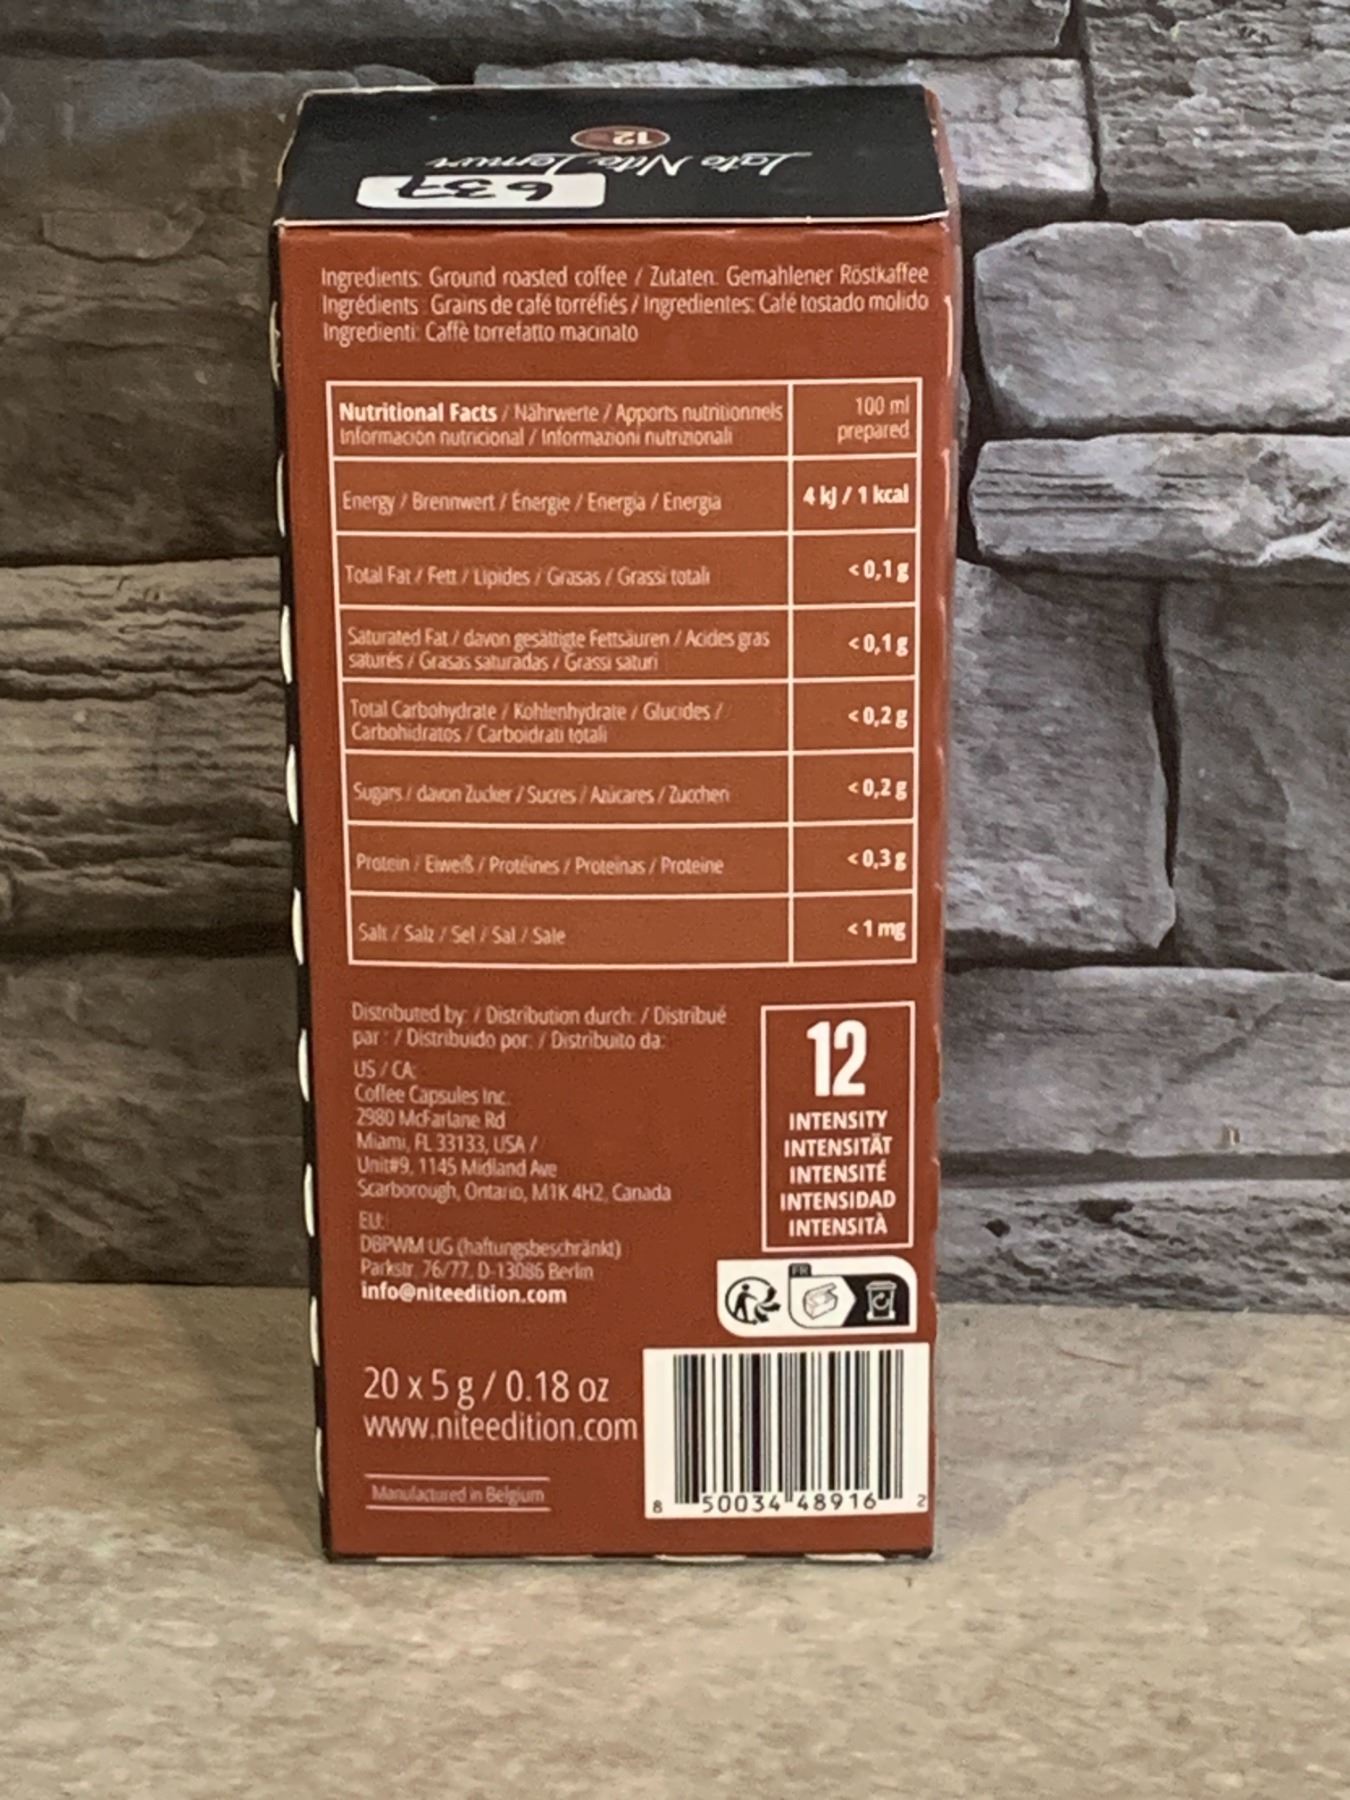 12
Late Nite Lemur
637
Ingredients: Ground roasted coffee / Zutaten: Gemahlener Röstkaffee
Ingrédients : Grains de café torréfiés / Ingredientes: Café tostado molido
Ingredienti: Caffè torrefatto macinato
Nutritional Facts / Nährwerte / Apports nutritionnels
Información nutricional / Informazioni nutrizionali
100 ml
prepared
Energy / Brennwert / Énergie / Energía / Energia
4 kJ / 1 kcal
Total Fat / Fett / Lipides / Grasas / Grassi totali
< 0,1 g
Saturated Fat / davon gesättigte Fettsäuren / Acides gras
saturés / Grasas saturadas / Grassi saturi
< 0,1 g
Total Carbohydrate / Kohlenhydrate / Glucides /
Carbohidratos / Carboidrati totali
< 0,2 g
Sugars / davon Zucker / Sucres / Azúcares / Zuccheri
< 0,2 g
Protein / Eiweiß / Protéines / Proteínas / Proteine
< 0,3 g
Salt / Salz / Sel / Sal / Sale
< 1 mg
Distributed by: / Distribution durch: / Distribué
par : / Distribuido por: / Distribuito da:
US / CA:
Coffee Capsules Inc.
2980 McFarlane Rd
Miami, FL 33133, USA /
Unit#9, 1145 Midland Ave
Scarborough, Ontario, M1K 4H2, Canada
EU:
DBPWM UG (haftungsbeschränkt)
Parkstr. 76/77, D-13086 Berlin
info@niteedition.com
12
INTENSITY
INTENSITÄT
INTENSITÉ
INTENSIDAD
INTENSITÀ
FR
20 x 5 g / 0.18 oz
www.niteedition.com
Manufactured in Belgium
8 50034 48916 2